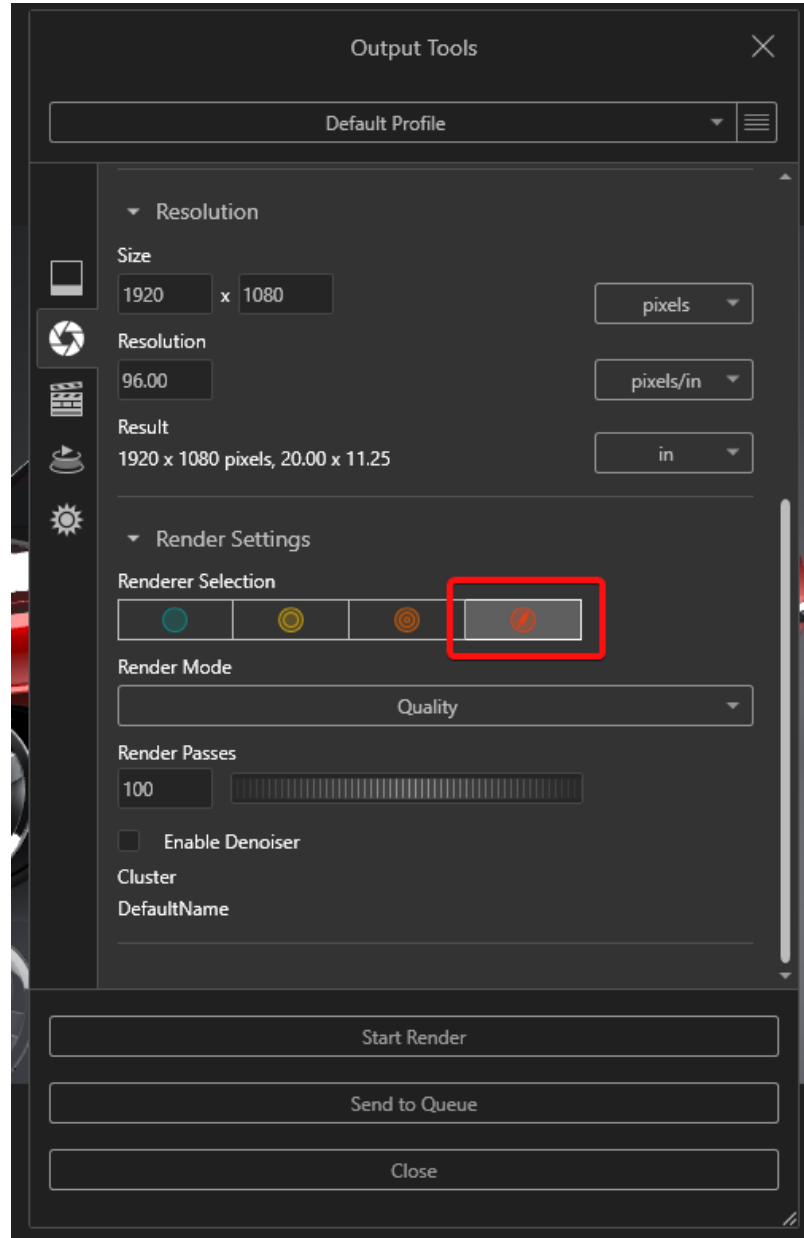 Output Tools
Default Profile
Resolution
Size
1920 x 1080 pixels
Resolution
96.00 pixels/in
Result
1920 x 1080 pixels, 20.00 x 11.25 in
Render Settings
Renderer Selection
Render Mode
Quality
Render Passes
100
Enable Denoiser
Cluster
DefaultName
Start Render
Send to Queue
Close